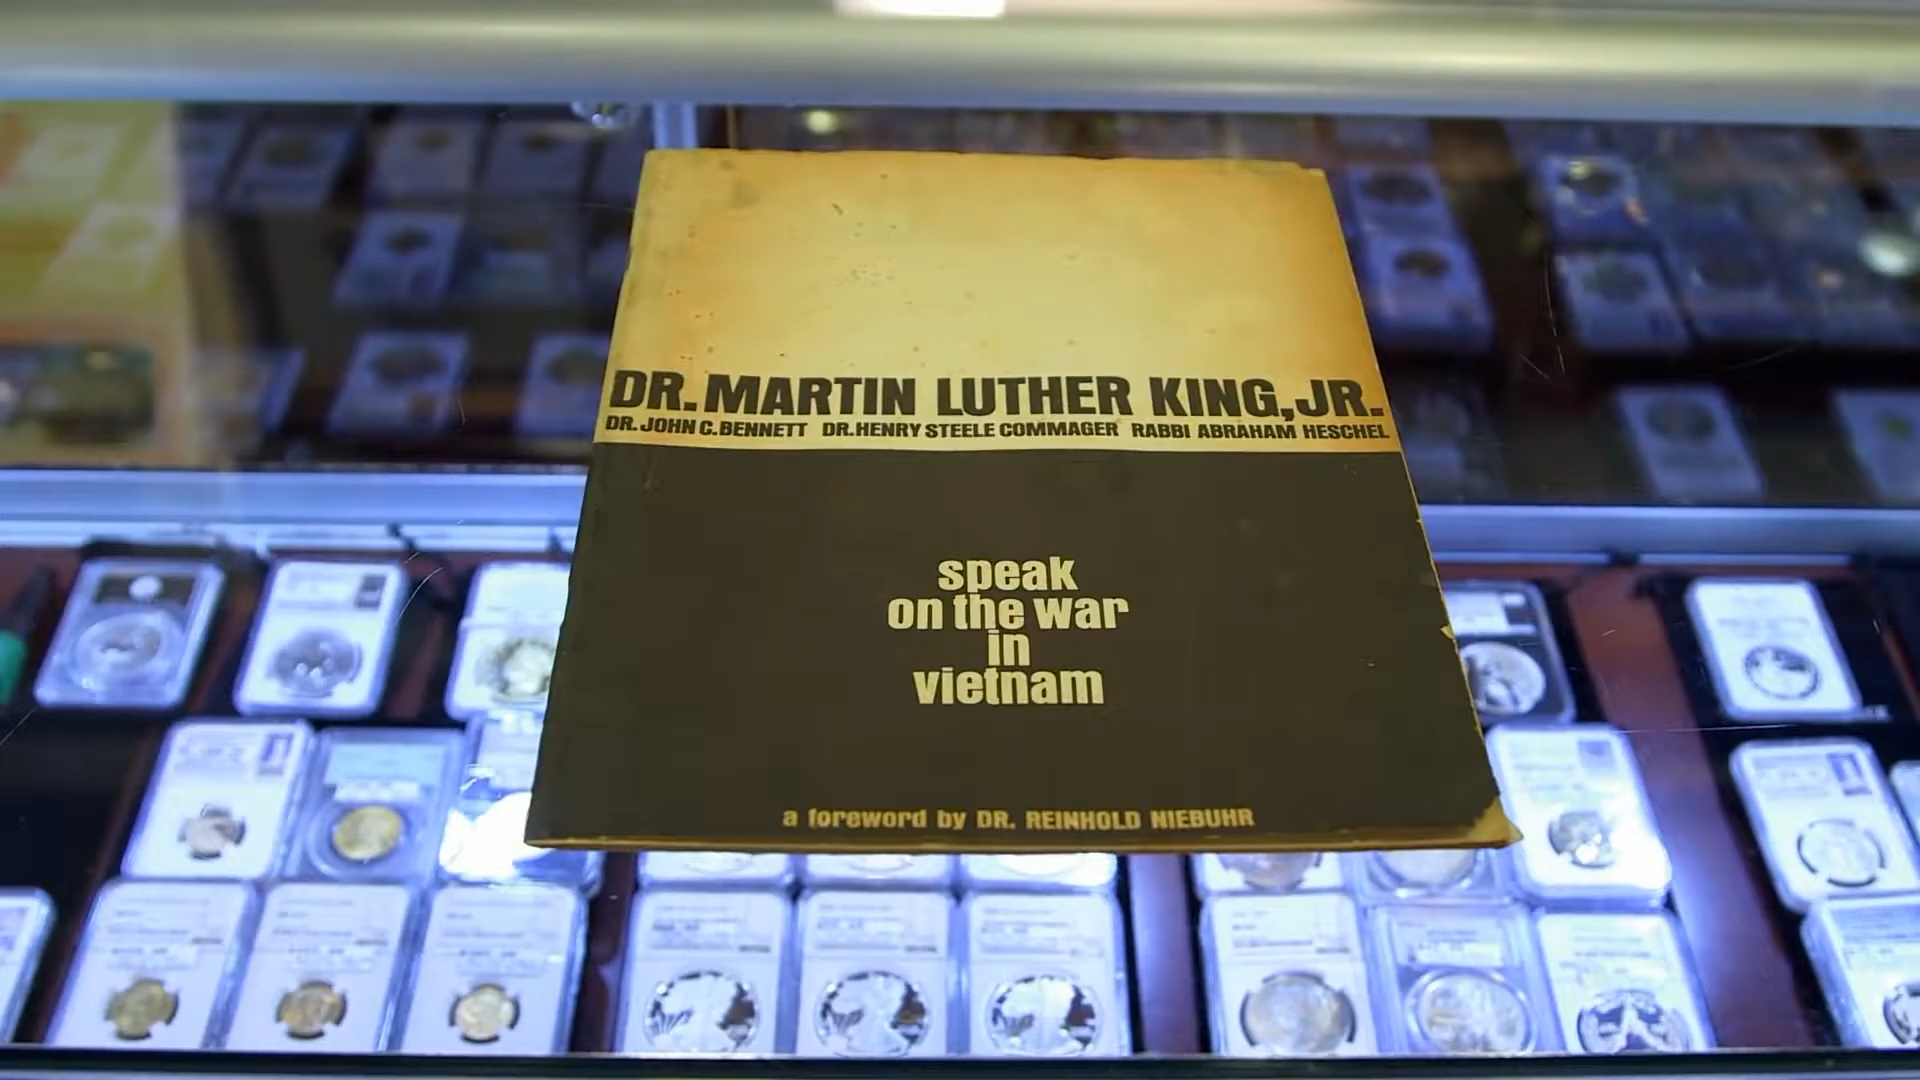 DR. MARTIN LUTHER KING, JR.
DR. JOHN C. BENNETT DR. HENRY STEELE COMMAGER RABBI ABRAHAM HESCHEL
speak
on the war
in
vietnam
a foreword by DR. REINHOLD NIEBUHR